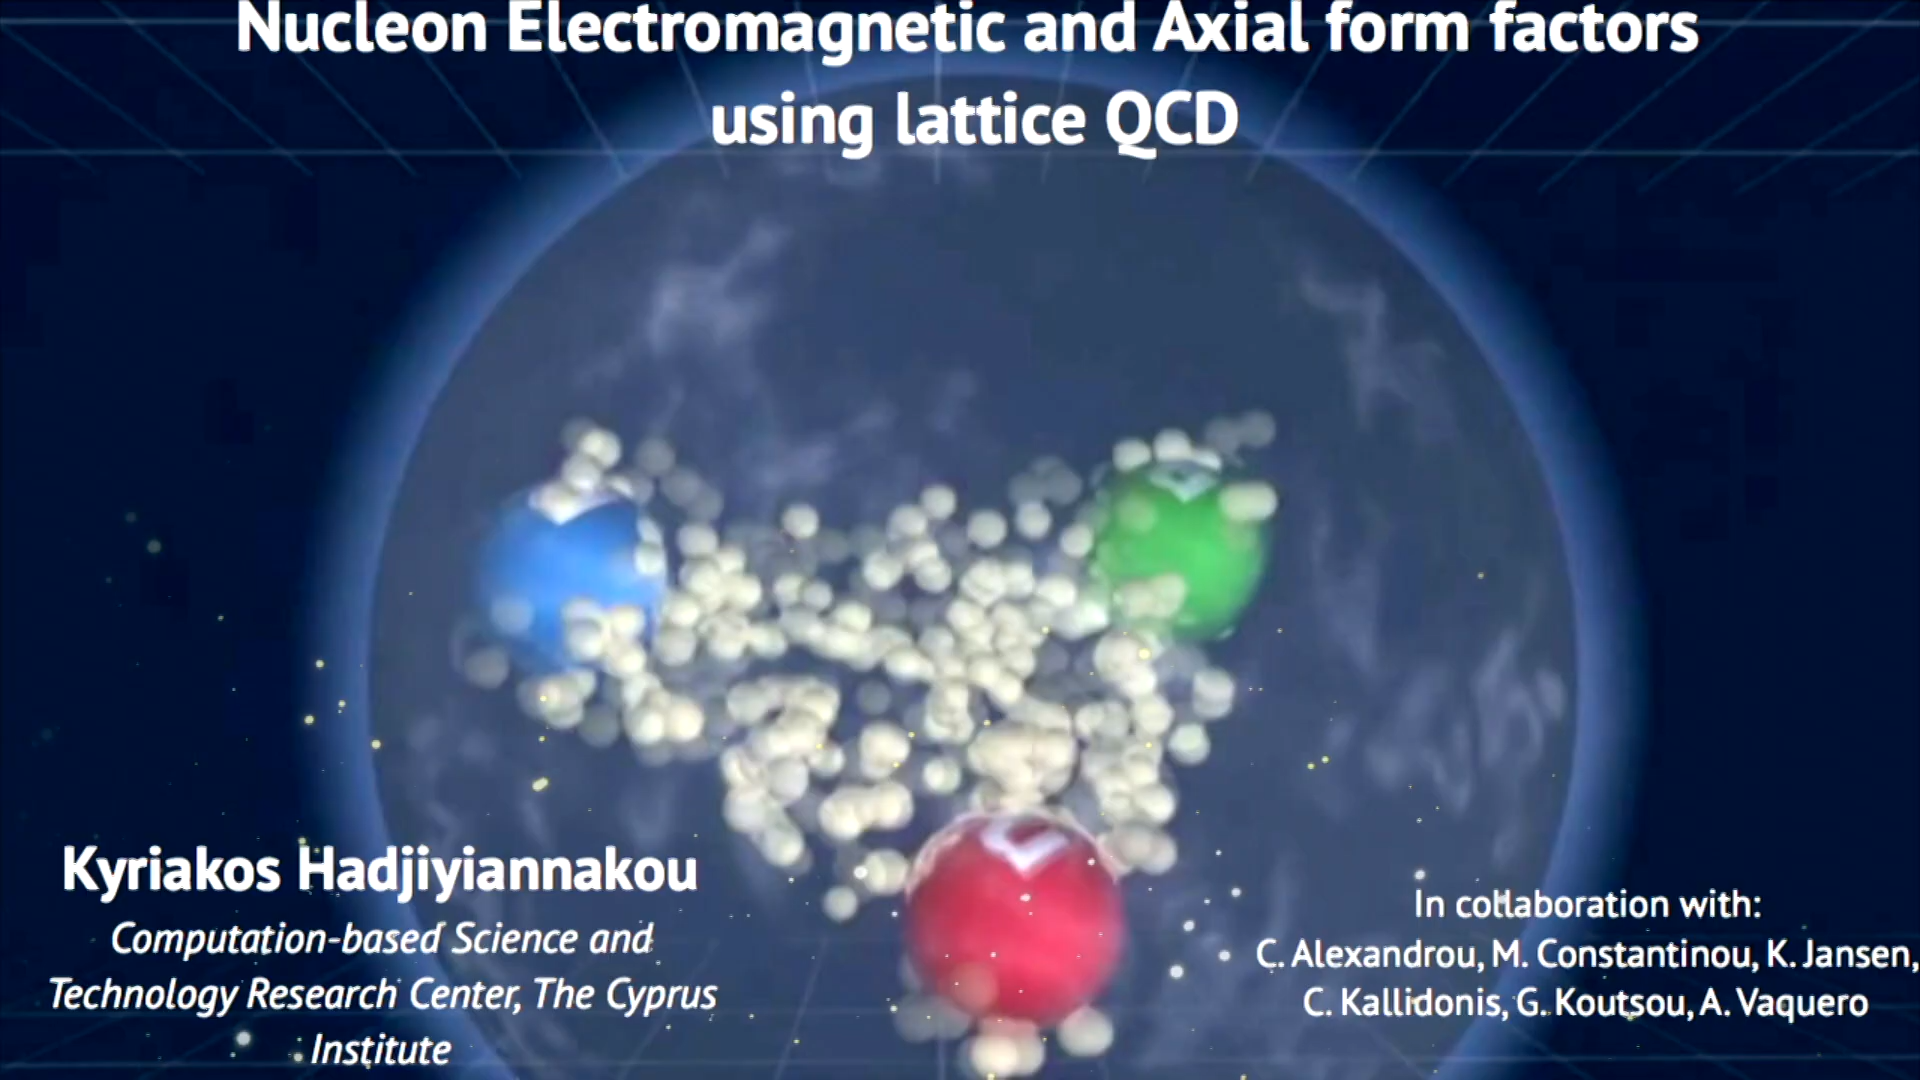 Nucleon Electromagnetic and Axial form factors
using lattice QCD
Kyriakos Hadjiyiannakou
Computation-based Science and
Technology Research Center, The Cyprus
Institute
In collaboration with:
C. Alexandrou, M. Constantinou, K. Jansen,
C. Kallidonis, G. Koutsou, A. Vaquero